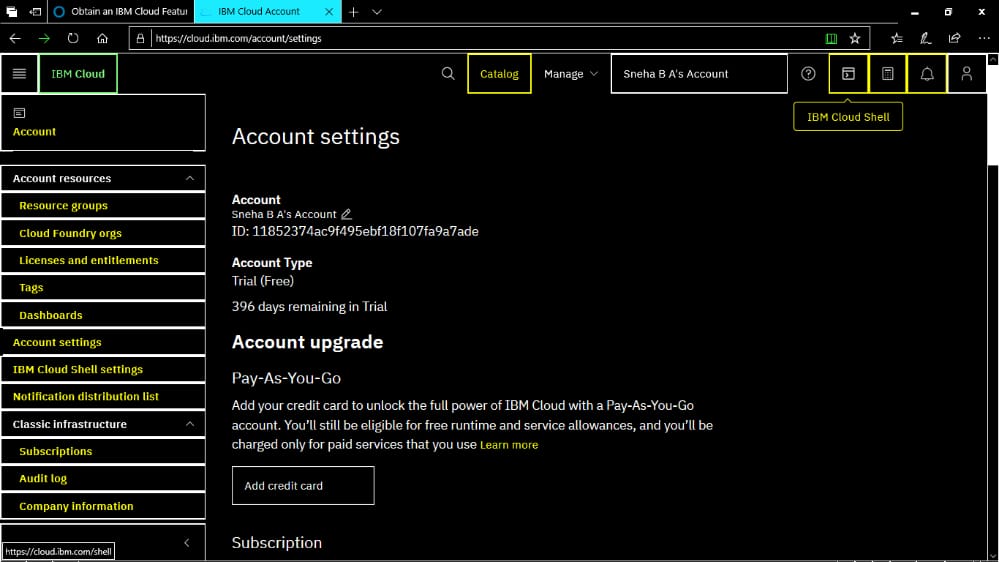 Obtain an IBM Cloud Featur
IBM Cloud Account
https://cloud.ibm.com/account/settings
IBM Cloud
Catalog
Manage
Sneha B A's Account
IBM Cloud Shell
Account
Account resources
Resource groups
Cloud Foundry orgs
Licenses and entitlements
Tags
Dashboards
Account settings
IBM Cloud Shell settings
Notification distribution list
Classic infrastructure
Subscriptions
Audit log
Company information
https://cloud.ibm.com/shell
Account settings
Account
Sneha B A's Account
ID: 11852374ac9f495ebf18f107fa9a7ade
Account Type
Trial (Free)
396 days remaining in Trial
Account upgrade
Pay-As-You-Go
Add your credit card to unlock the full power of IBM Cloud with a Pay-As-You-Go
account. You’ll still be eligible for free runtime and service allowances, and you’ll be
charged only for paid services that you use Learn more
Add credit card
Subscription